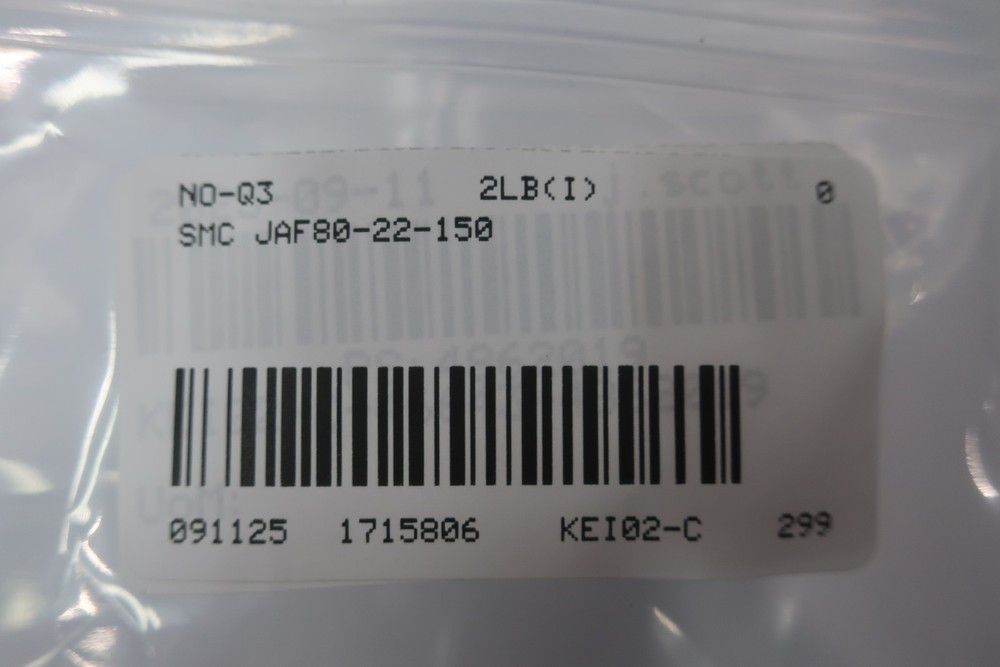 NO-Q3 2LB(I) 0
SMC JAF80-22-150
091125 1715806 KEI02-C 299